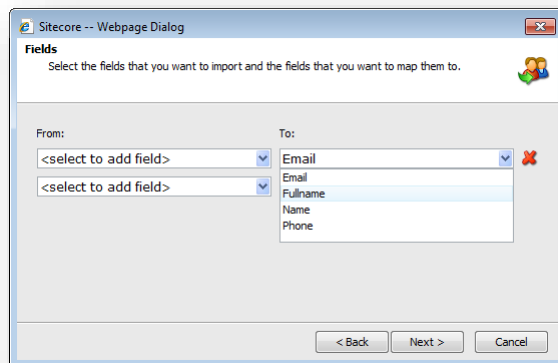 Sitecore -- Webpage Dialog
Fields
Select the fields that you want to import and the fields that you want to map them to.
From: To:
<select to add field> Email
<select to add field>
Email
Fullname
Name
Phone
< Back Next > Cancel